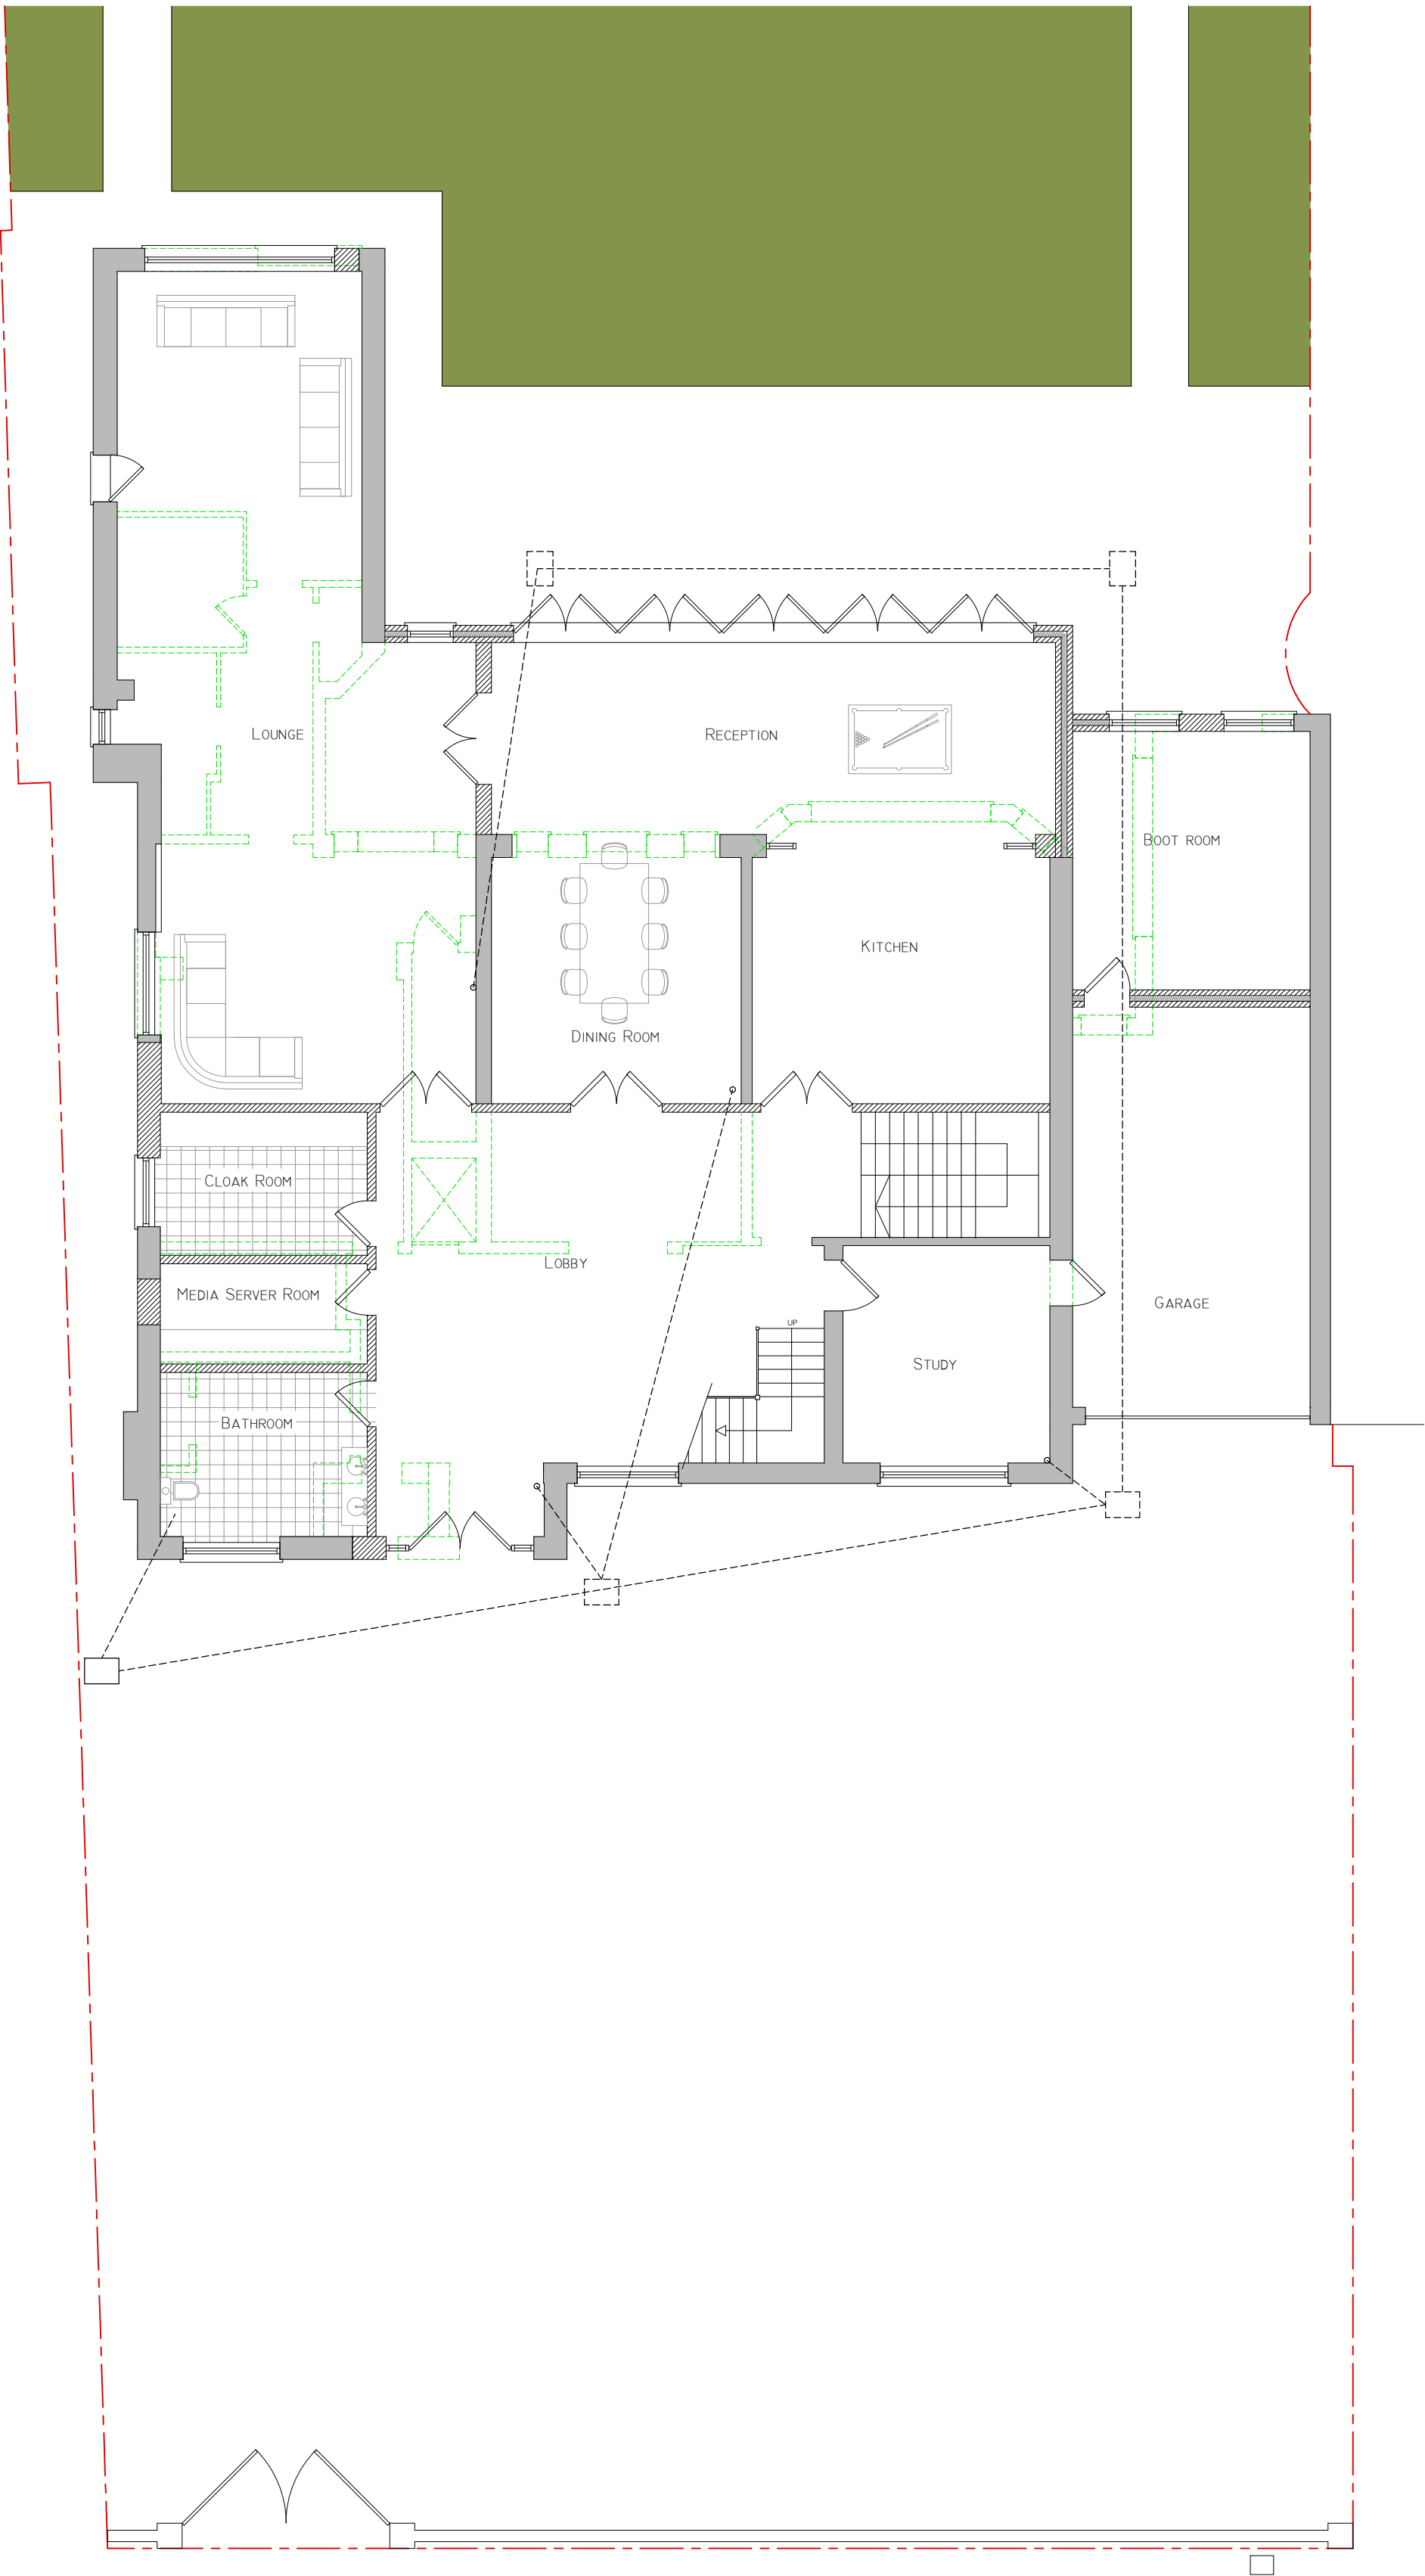 LOUNGE
RECEPTION
BOOT ROOM
KITCHEN
DINING ROOM
CLOAK ROOM
LOBBY
MEDIA SERVER ROOM
GARAGE
UP
STUDY
BATHROOM